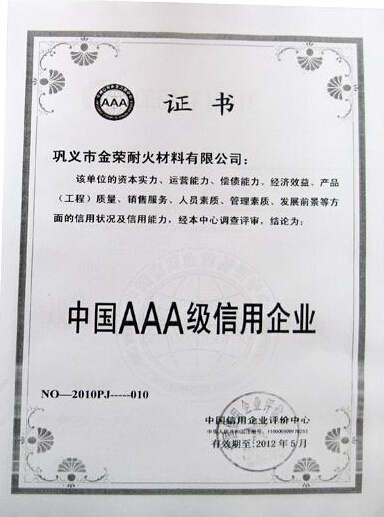 AAA
证书
巩义市金荣耐火材料有限公司：
该单位的资本实力、运营能力、偿债能力、经济效益、产品
（工程）质量、销售服务、人员素质、管理素质、发展前景等方
面的信用状况及信用能力，经本中心调查评审，结论为：
中国AAA级信用企业
NO—2010PJ-----010
中国信用企业评价中心
有效期至:2012年5月